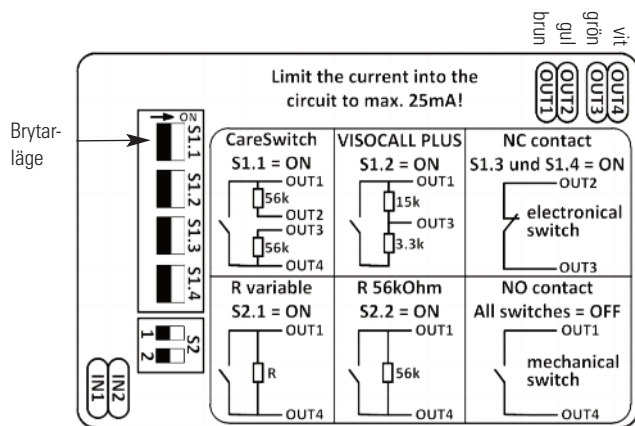 brun
gul
grön
vit
Limit the current into the
circuit to max. 25mA!
OUT1
OUT2
OUT3
OUT4
Brytar-
läge
ON
S1.1
S1.2
S1.3
S1.4
S2
1
2
IN1
IN2
CareSwitch
S1.1 = ON
OUT1
56k
OUT2
OUT3
56k
OUT4
VISOCALL PLUS
S1.2 = ON
OUT1
15k
OUT3
3.3k
OUT4
NC contact
S1.3 und S1.4 = ON
OUT2
electronical
switch
OUT3
R variable
S2.1 = ON
OUT1
R
OUT4
R 56kOhm
S2.2 = ON
OUT1
56k
OUT4
NO contact
All switches = OFF
OUT1
mechanical
switch
OUT4